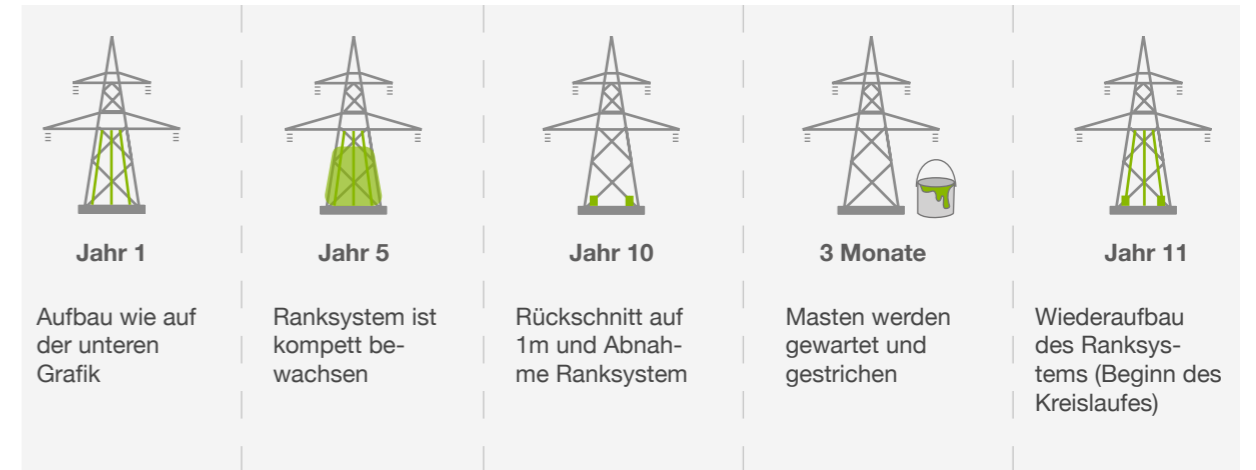 Jahr 1
Aufbau wie auf
der unteren
Grafik
Jahr 5
Ranksystem ist
kompett be-
wachsen
Jahr 10
Rückschnitt auf
1m und Abnah-
me Ranksystem
3 Monate
Masten werden
gewartet und
gestrichen
Jahr 11
Wiederaufbau
des Ranksys-
tems (Beginn des
Kreislaufes)